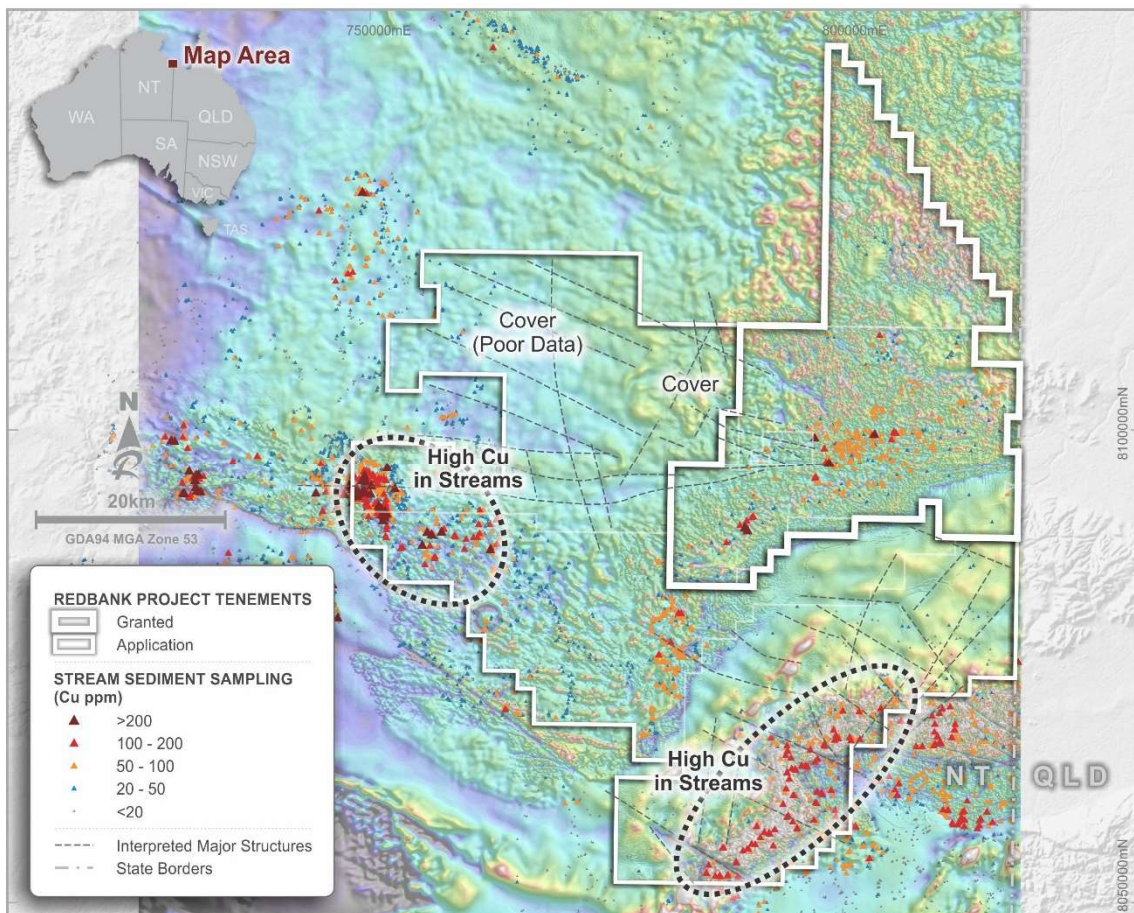 750000mE
800000mE
Map Area
NT
WA
QLD
SA
NSW
VIC
TAS
Cover
(Poor Data)
Cover
8100000mN
N
High Cu
in Streams
20km
GDA94 MGA Zone 53
REDBANK PROJECT TENEMENTS
Granted
Application
STREAM SEDIMENT SAMPLING
(Cu ppm)
>200
100 - 200
50 - 100
20 - 50
<20
Interpreted Major Structures
State Borders
High Cu
in Streams
NT QLD
8050000mN